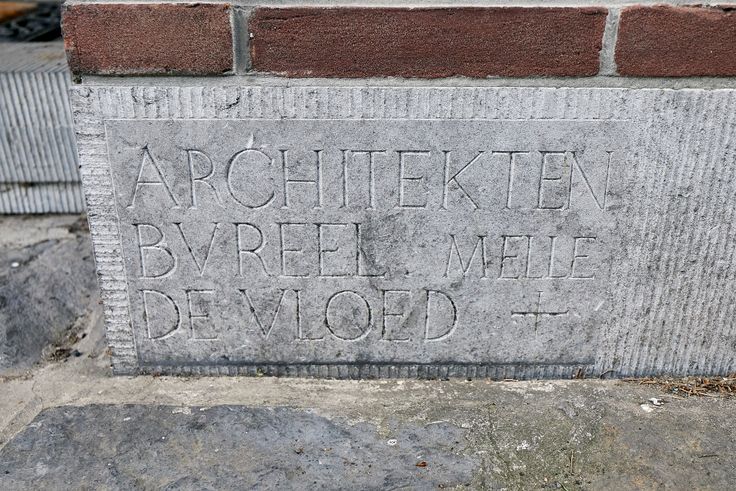 ARCHITEKTEN
BVREEL. MELLE
DE VLOED +